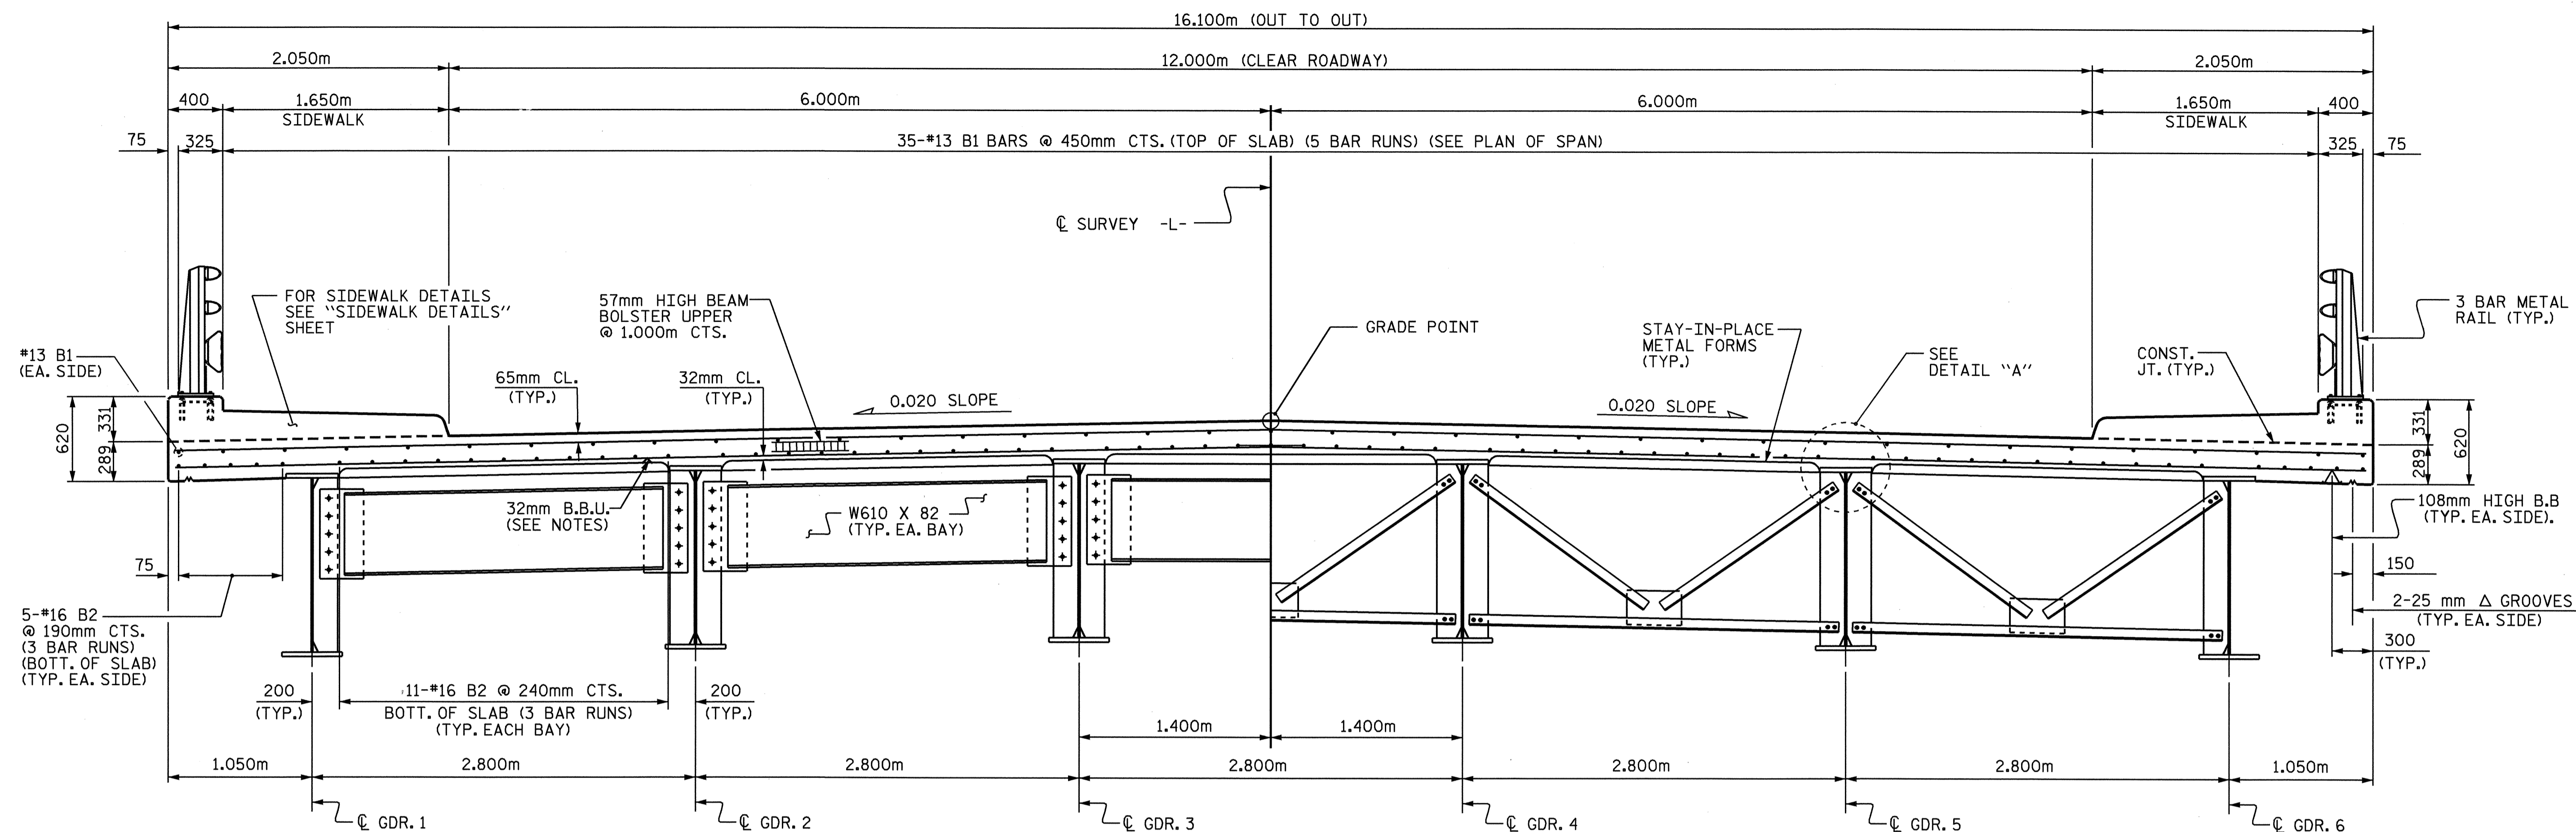 16.100m (OUT TO OUT)
2.050m
12.000m (CLEAR ROADWAY)
2.050m
400
1.650m
SIDEWALK
6.000m
6.000m
1.650m
SIDEWALK
400
75
325
35-#13 B1 BARS @ 450mm CTS. (TOP OF SLAB) (5 BAR RUNS) (SEE PLAN OF SPAN)
325
75
℄ SURVEY -L-
FOR SIDEWALK DETAILS
SEE "SIDEWALK DETAILS"
SHEET
57mm HIGH BEAM
BOLSTER UPPER
@ 1.000m CTS.
GRADE POINT
STAY-IN-PLACE
METAL FORMS
(TYP.)
SEE
DETAIL "A"
CONST.
JT. (TYP.)
3 BAR METAL
RAIL (TYP.)
#13 B1
(EA. SIDE)
65mm CL.
(TYP.)
32mm CL.
(TYP.)
0.020 SLOPE
0.020 SLOPE
620
331
289
331
289
620
32mm B.B.U.
(SEE NOTES)
W610 X 82
(TYP. EA. BAY)
108mm HIGH B.B
(TYP. EA. SIDE).
75
150
5-#16 B2
@ 190mm CTS.
(3 BAR RUNS)
(BOTT. OF SLAB)
(TYP. EA. SIDE)
2-25 mm Δ GROOVES
(TYP. EA. SIDE)
300
(TYP.)
200
(TYP.)
11-#16 B2 @ 240mm CTS.
BOTT. OF SLAB (3 BAR RUNS)
(TYP. EACH BAY)
200
(TYP.)
1.400m
1.400m
1.050m
2.800m
2.800m
2.800m
2.800m
2.800m
1.050m
℄ GDR. 1
℄ GDR. 2
℄ GDR. 3
℄ GDR. 4
℄ GDR. 5
℄ GDR. 6